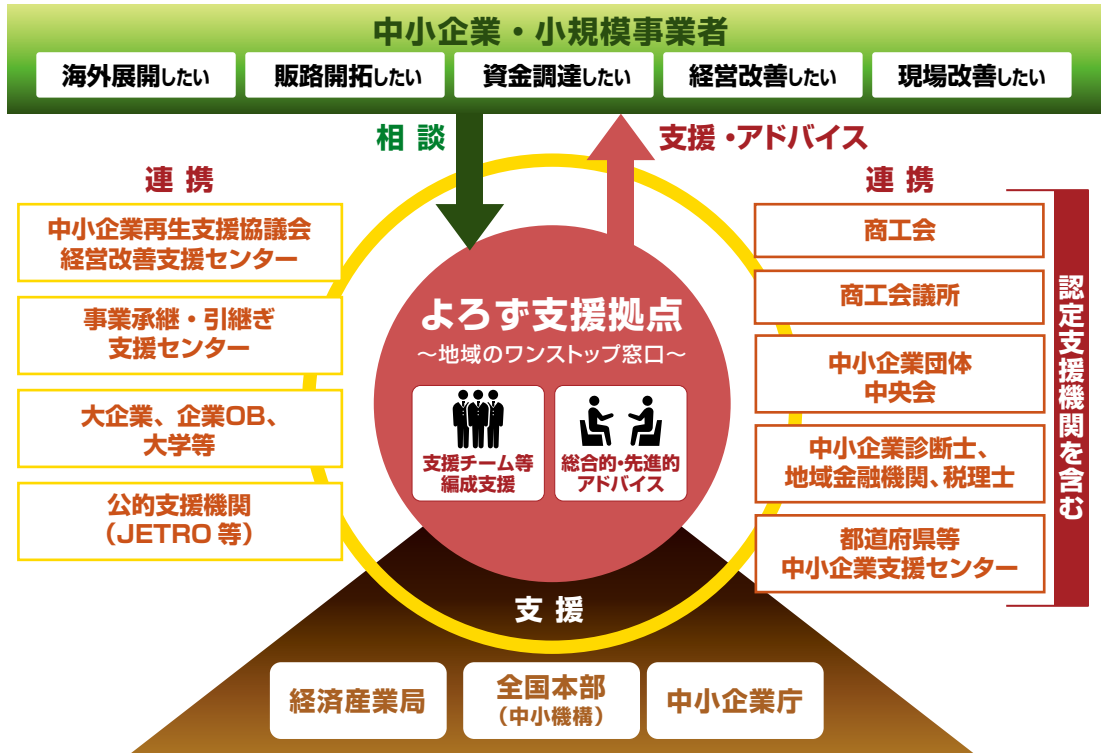 中小企業・小規模事業者
海外展開したい
販路開拓したい
資金調達したい
経営改善したい
現場改善したい
相談
支援・アドバイス
連携
中小企業再生支援協議会
経営改善支援センター
事業承継・引継ぎ
支援センター
大企業、企業OB、
大学等
公的支援機関
（JETRO 等）
よろず支援拠点
～地域のワンストップ窓口～
支援チーム等
編成支援
総合的・先進的
アドバイス
連携
商工会
商工会議所
中小企業団体
中央会
中小企業診断士、
地域金融機関、税理士
都道府県等
中小企業支援センター
認定支援機関を含む
支援
経済産業局
全国本部
（中小機構）
中小企業庁